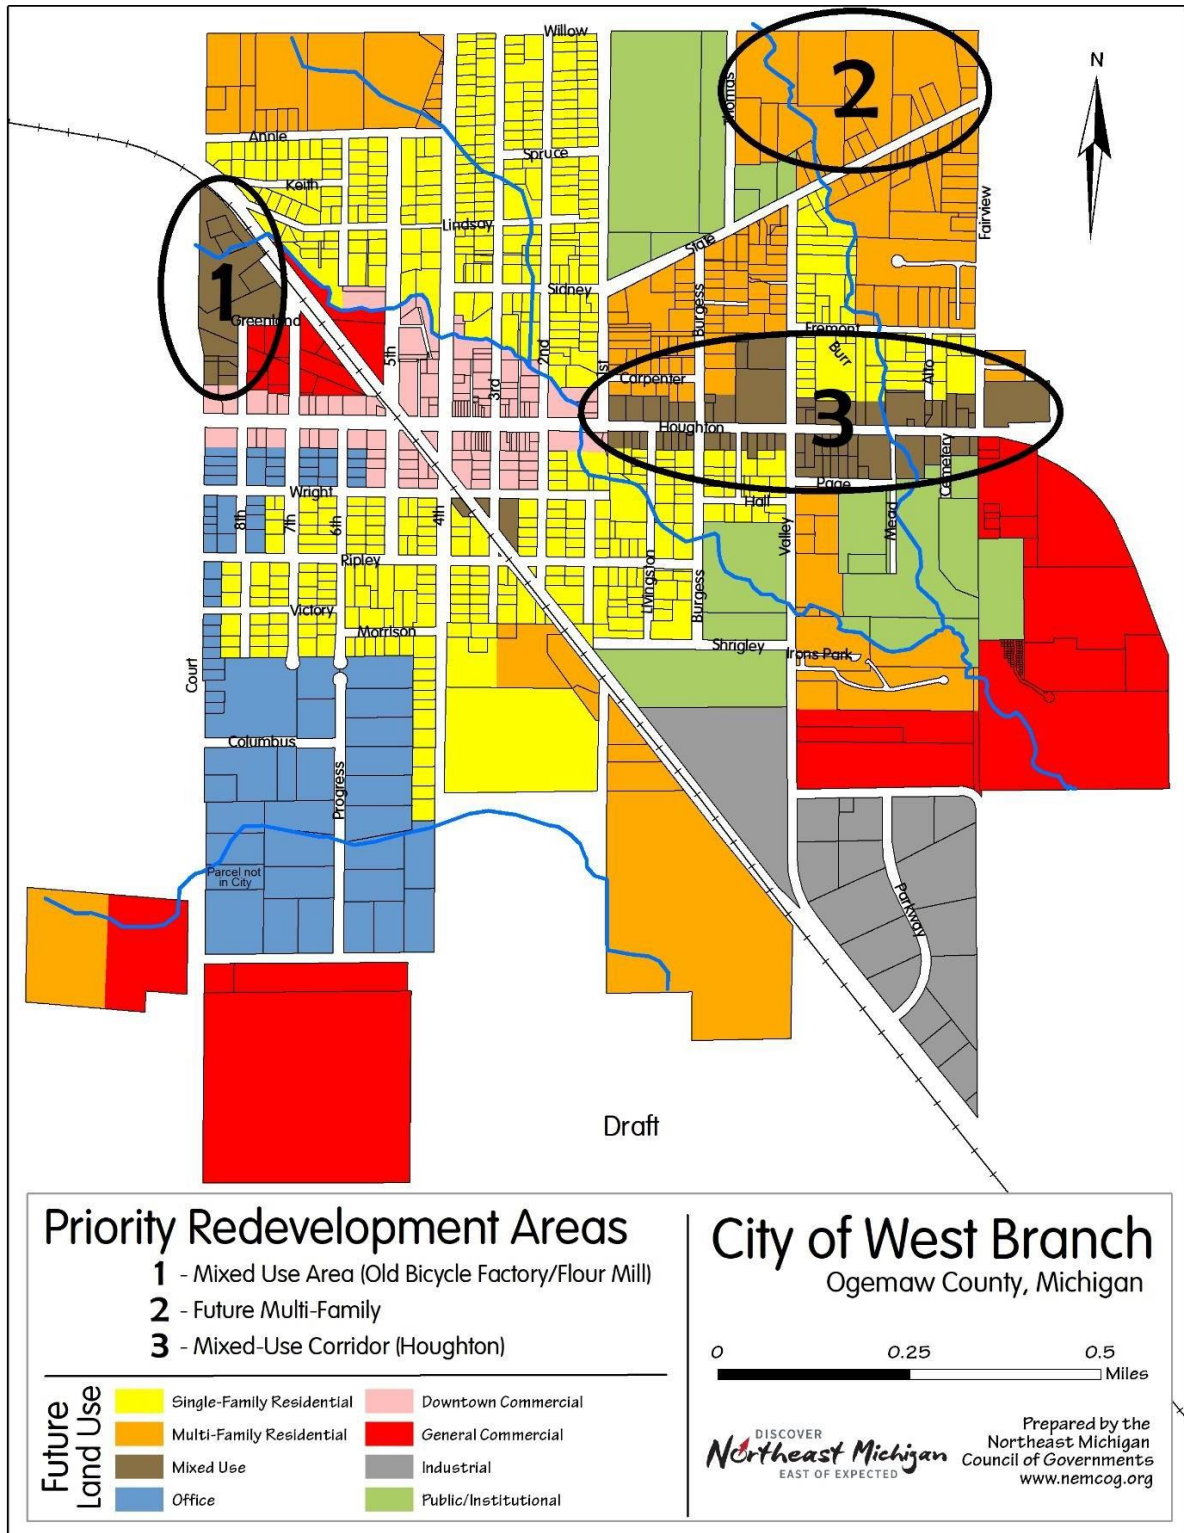 Willow
N
2
Thomas
Annie
Spruce
Keith
Fairview
Lindsay
State
1
Sidney
Burgess
Greenland
Fremont
5th
2nd
1st
Burr
Alto
3rd
Carpenter
3
Houghton
Cemetery
Page
Wright
Hall
8th
7th
6th
4th
Valley
Mead
Ripley
Livingston
Burgess
Victory
Morrison
Shrigley
Irons Park
Court
Columbus
Progress
Parcel not
in City
Parkway
Draft
Priority Redevelopment Areas
1 - Mixed Use Area (Old Bicycle Factory/Flour Mill)
2 - Future Multi-Family
3 - Mixed-Use Corridor (Houghton)
Future
Land Use
Single-Family Residential
Multi-Family Residential
Mixed Use
Office
Downtown Commercial
General Commercial
Industrial
Public/Institutional
City of West Branch
Ogemaw County, Michigan
0 0.25 0.5
Miles
DISCOVER
Northeast Michigan
EAST OF EXPECTED
Prepared by the
Northeast Michigan
Council of Governments
www.nemcog.org